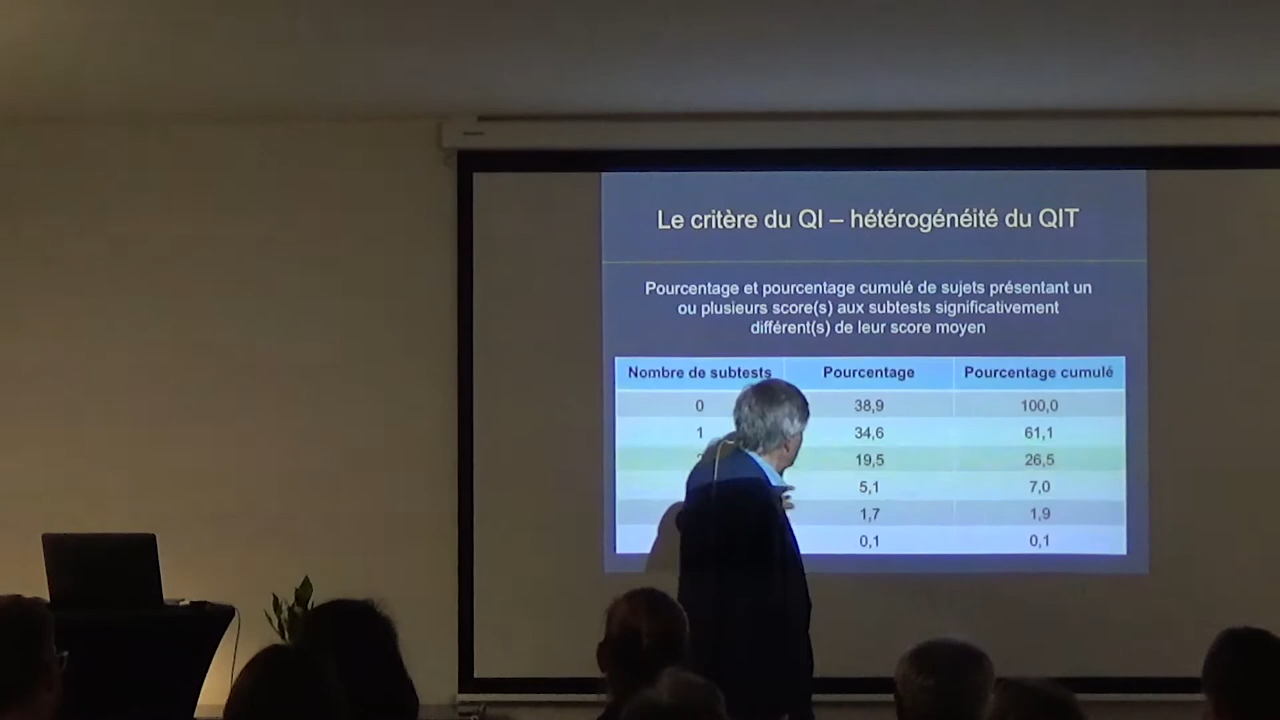 Le critère du QI – hétérogénéité du QIT
Pourcentage et pourcentage cumulé de sujets présentant un
ou plusieurs score(s) aux subtests significativement
différent(s) de leur score moyen
Nombre de subtests Pourcentage Pourcentage cumulé
0 38,9 100,0
1 34,6 61,1
19,5 26,5
5,1 7,0
1,7 1,9
0,1 0,1